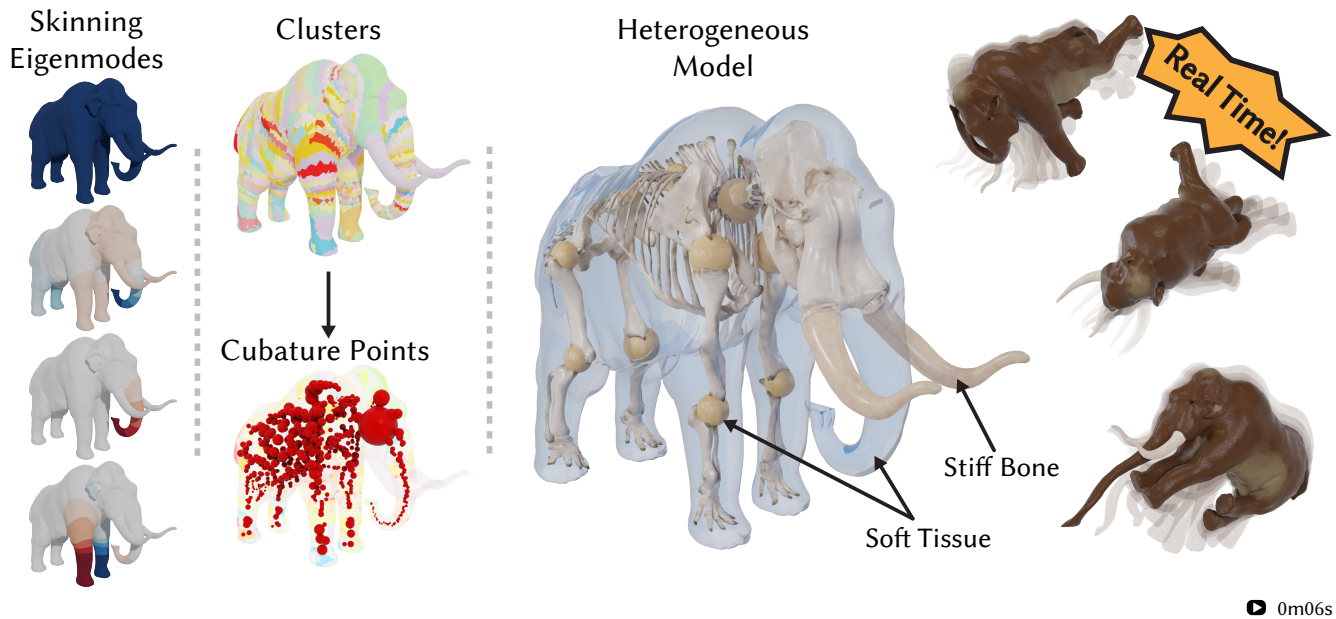 Skinning
Eigenmodes
Clusters
Cubature Points
Heterogeneous
Model
Stiff Bone
Soft Tissue
Real Time!
0m06s